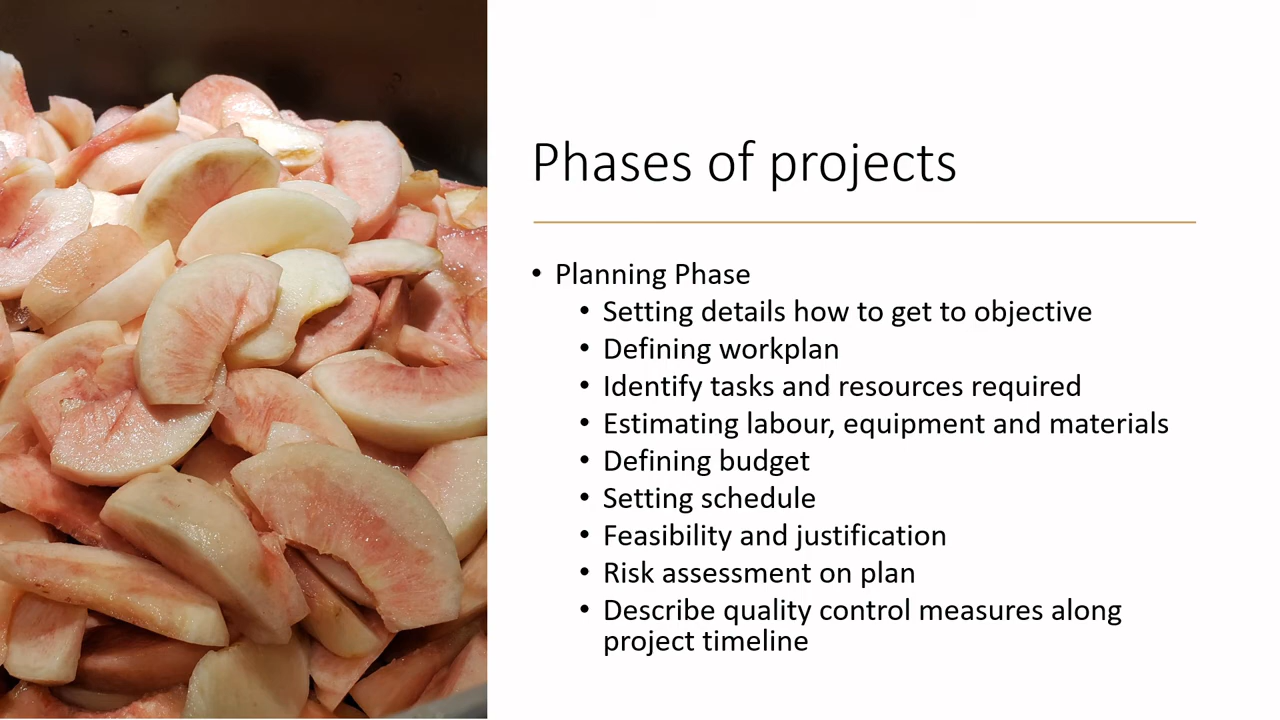 Phases of projects
• Planning Phase
• Setting details how to get to objective
• Defining workplan
• Identify tasks and resources required
• Estimating labour, equipment and materials
• Defining budget
• Setting schedule
• Feasibility and justification
• Risk assessment on plan
• Describe quality control measures along
project timeline